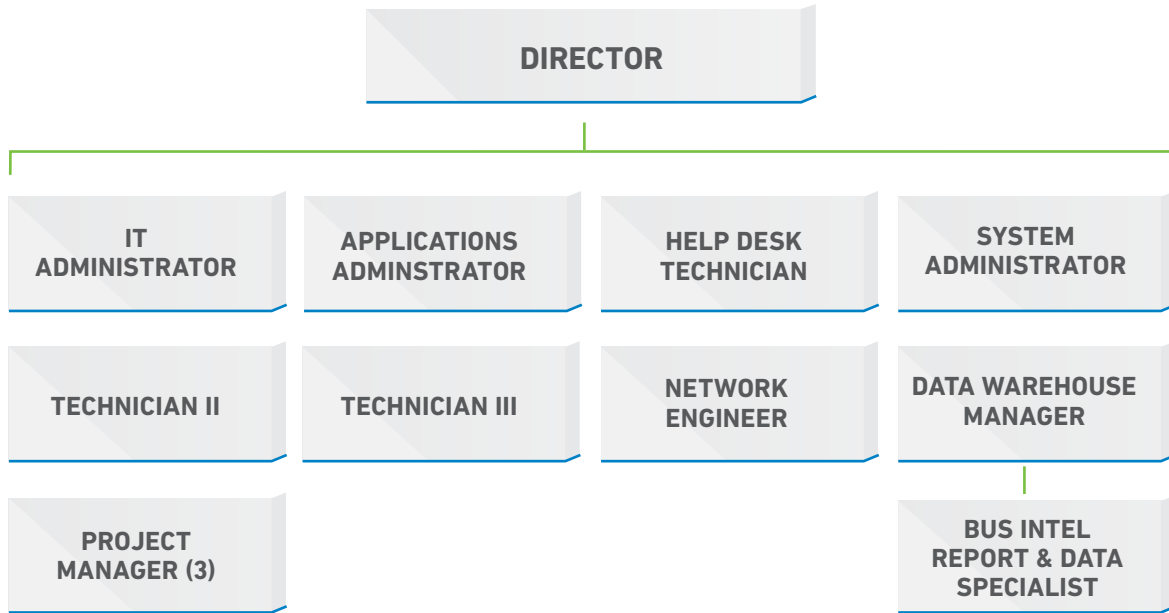 DIRECTOR
IT
ADMINISTRATOR
APPLICATIONS
ADMINSTRATOR
HELP DESK
TECHNICIAN
SYSTEM
ADMINISTRATOR
TECHNICIAN II
TECHNICIAN III
NETWORK
ENGINEER
DATA WAREHOUSE
MANAGER
PROJECT
MANAGER (3)
BUS INTEL
REPORT & DATA
SPECIALIST